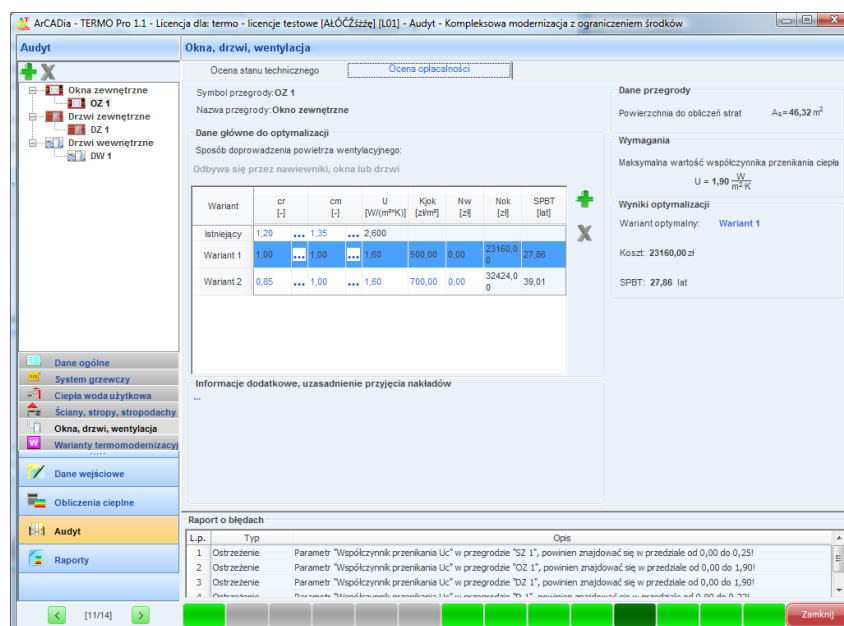 ArCADia - TERMO Pro 1.1 - Licencja dla: termo - licencje testowe [AŁÓĆŹśżźę] [L01] - Audyt - Kompleksowa modernizacja z ograniczeniem środków
Audyt
Okna zewnętrzne
OZ 1
Drzwi zewnętrzne
DZ 1
Drzwi wewnętrzne
DW 1
Dane ogólne
System grzewczy
Ciepła woda użytkowa
Ściany, stropy, stropodachy
Okna, drzwi, wentylacja
Warianty termomodernizacyj
Dane wejściowe
Obliczenia cieplne
Audyt
Raporty
[11/14]
Okna, drzwi, wentylacja
Ocena stanu technicznego Ocena opłacalności
Symbol przegrody: OZ 1
Nazwa przegrody: Okno zewnętrzne
Dane główne do optymalizacji
Sposób doprowadzenia powietrza wentylacyjnego:
Odbywa się przez nawiewniki, okna lub drzwi
Wariant cr [-] cm [-] U [W/(m²*K)] Kjok [zł/m²] Nw [zł] Nok [zł] SPBT [lat]
Istniejący 1,20 ... 1,35 ... 2,600
Wariant 1 1,00 ... 1,00 ... 1,60 500,00 0,00 23160,00 27,86
Wariant 2 0,85 ... 1,00 ... 1,60 700,00 0,00 32424,00 39,01
Informacje dodatkowe, uzasadnienie przyjęcia nakładów
...
Dane przegrody
Powierzchnia do obliczeń strat As= 46,32 m²
Wymagania
Maksymalna wartość współczynnika przenikania ciepła
U = 1,90 W/m²K
Wyniki optymalizacji
Wariant optymalny: Wariant 1
Koszt: 23160,00 zł
SPBT: 27,86 lat
Raport o błędach
L.p. Typ Opis
1 Ostrzeżenie Parametr "Współczynnik przenikania Uc" w przegrodzie "SZ 1", powinien znajdować się w przedziale od 0,00 do 0,25!
2 Ostrzeżenie Parametr "Współczynnik przenikania Uc" w przegrodzie "OZ 1", powinien znajdować się w przedziale od 0,00 do 1,90!
3 Ostrzeżenie Parametr "Współczynnik przenikania Uc" w przegrodzie "DZ 1", powinien znajdować się w przedziale od 0,00 do 1,90!
Zamknij